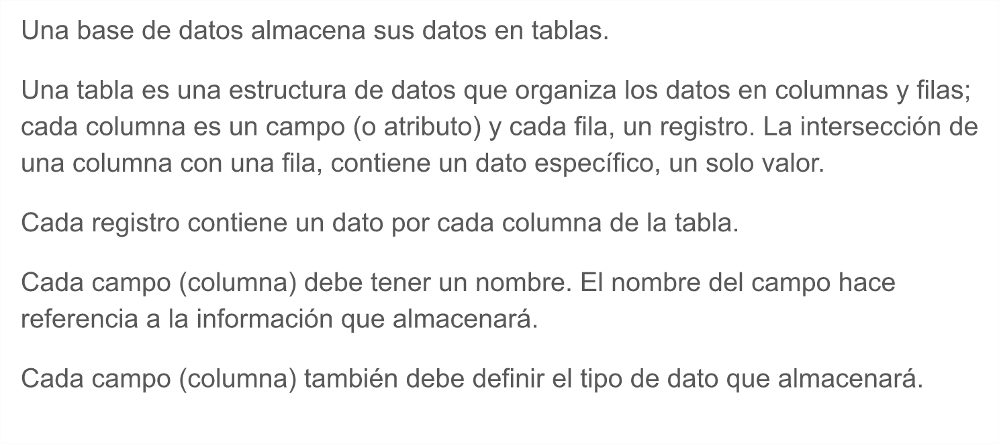 Una base de datos almacena sus datos en tablas.
Una tabla es una estructura de datos que organiza los datos en columnas y filas;
cada columna es un campo (o atributo) y cada fila, un registro. La intersección de
una columna con una fila, contiene un dato específico, un solo valor.
Cada registro contiene un dato por cada columna de la tabla.
Cada campo (columna) debe tener un nombre. El nombre del campo hace
referencia a la información que almacenará.
Cada campo (columna) también debe definir el tipo de dato que almacenará.